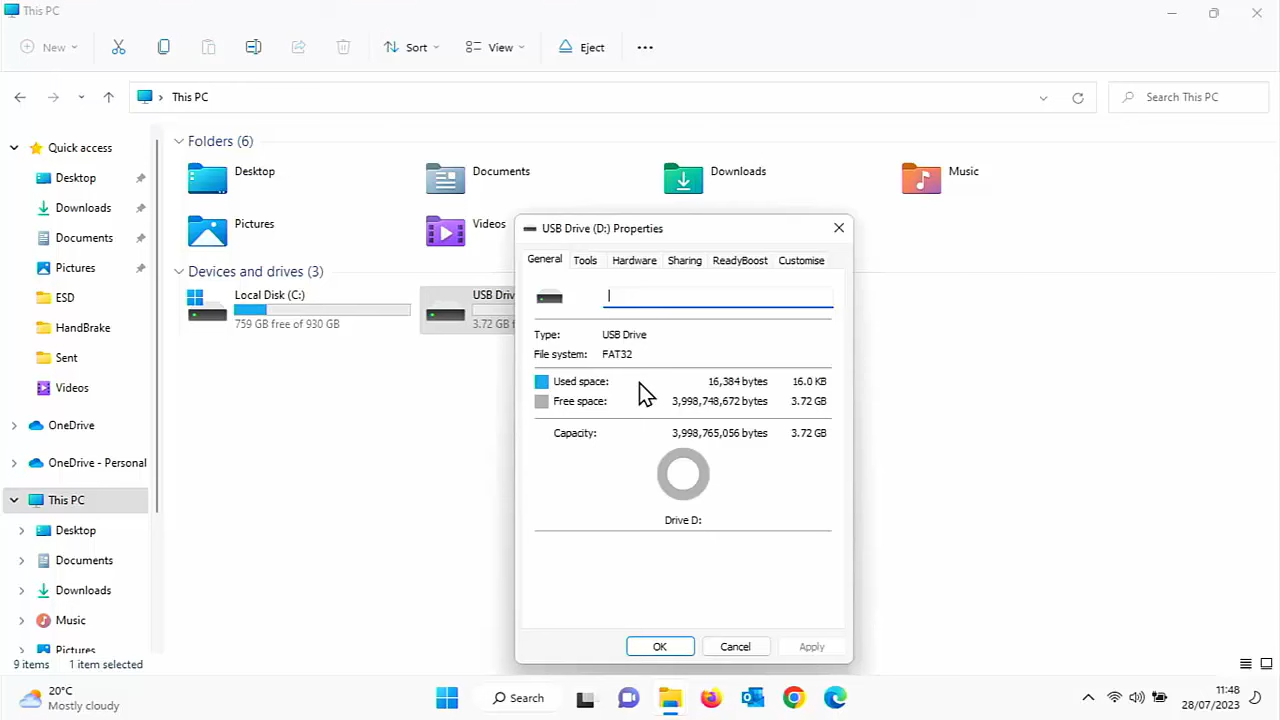 This PC
New
Sort
View
Eject
This PC
Search This PC
Quick access
Desktop
Downloads
Documents
Pictures
ESD
HandBrake
Sent
Videos
OneDrive
OneDrive - Personal
This PC
Desktop
Documents
Downloads
Music
Pictures
Folders (6)
Desktop
Documents
Downloads
Music
Pictures
Videos
Devices and drives (3)
Local Disk (C:)
759 GB free of 930 GB
USB Driv
3.72 GB f
USB Drive (D:) Properties
General Tools Hardware Sharing ReadyBoost Customise
Type: USB Drive
File system: FAT32
Used space: 16,384 bytes 16.0 KB
Free space: 3,998,748,672 bytes 3.72 GB
Capacity: 3,998,765,056 bytes 3.72 GB
Drive D:
OK Cancel Apply
9 items 1 item selected
20°C
Mostly cloudy
Search
11:48
28/07/2023